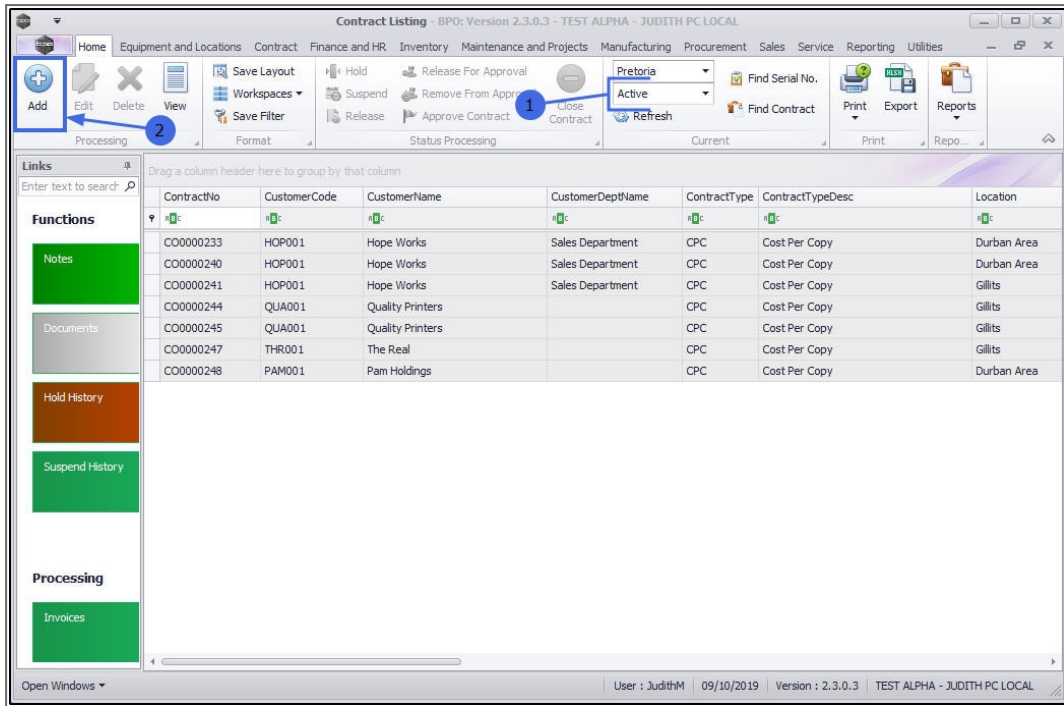 Contract Listing - BPO: Version 2.3.0.3 - TEST ALPHA - JUDITH PC LOCAL
Home Equipment and Locations Contract Finance and HR Inventory Maintenance and Projects Manufacturing Procurement Sales Service Reporting Utilities
Add Edit Delete View
Processing
Save Layout
Workspaces
Save Filter
Format
Hold
Suspend
Release
Release For Approval
Remove From
Approve Contract
Close Contract
Status Processing
Pretoria
Active
Refresh
Find Serial No.
Find Contract
Current
Print Export
Print
Reports
Repo...
1
2
Links
Enter text to search
Functions
Notes
Documents
Hold History
Suspend History
Processing
Invoices
Drag a column header here to group by that column
ContractNo CustomerCode CustomerName CustomerDeptName ContractType ContractTypeDesc Location
ABC ABC ABC ABC ABC ABC ABC
CO0000233 HOP001 Hope Works Sales Department CPC Cost Per Copy Durban Area
CO0000240 HOP001 Hope Works Sales Department CPC Cost Per Copy Durban Area
CO0000241 HOP001 Hope Works Sales Department CPC Cost Per Copy Gillits
CO0000244 QUA001 Quality Printers CPC Cost Per Copy Gillits
CO0000245 QUA001 Quality Printers CPC Cost Per Copy Gillits
CO0000247 THR001 The Real CPC Cost Per Copy Gillits
CO0000248 PAM001 Pam Holdings CPC Cost Per Copy Durban Area
Open Windows
User : JudithM 09/10/2019 Version : 2.3.0.3 TEST ALPHA - JUDITH PC LOCAL